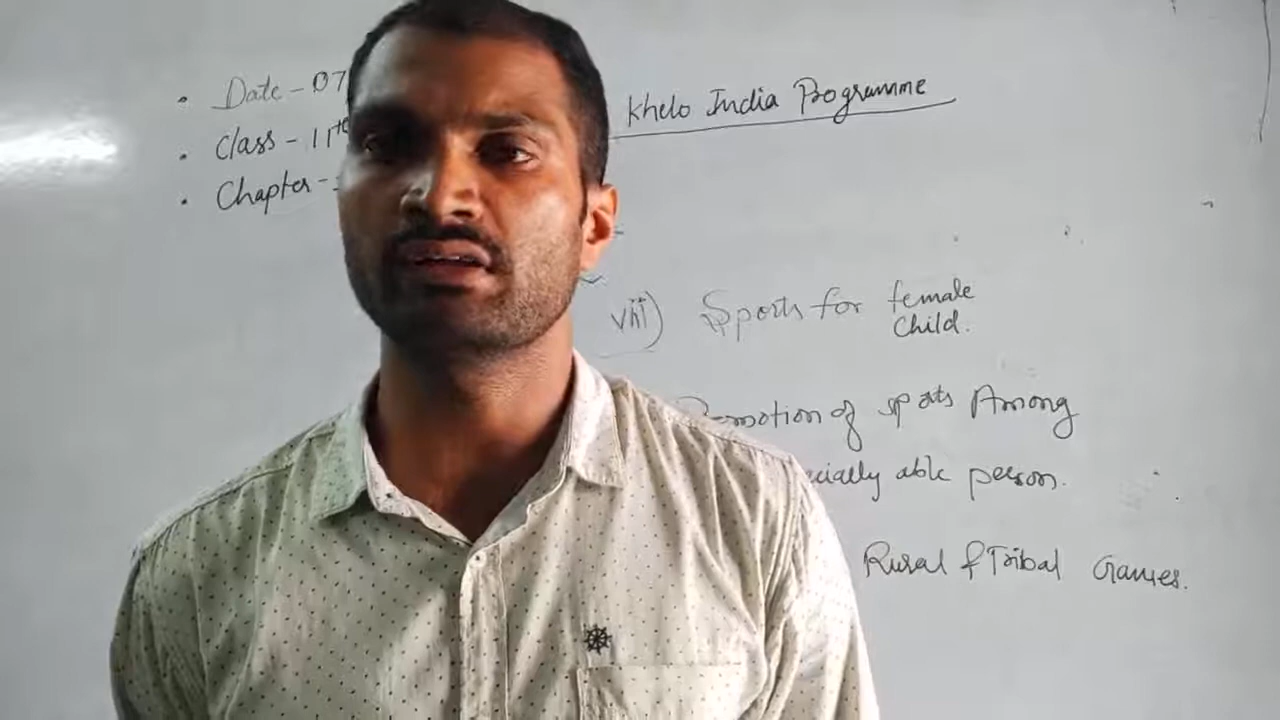 • Date - 07
• Class - 11th
• Chapter -
Khelo India Programme
viii) Sports for female
child.
Promotion of sports Among
cially able person.
Rural & Tribal Games.